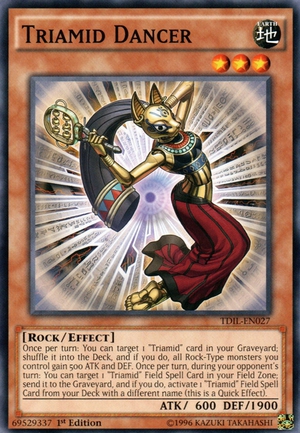 TRIAMID DANCER
EARTH
地
TDIL-EN027
[ROCK/EFFECT]
Once per turn: You can target 1 "Triamid" card in your Graveyard;
shuffle it into the Deck, and if you do, all Rock-Type monsters you
control gain 500 ATK and DEF. Once per turn, during your opponent's
turn: You can target 1 "Triamid" Field Spell Card in your Field Zone;
send it to the Graveyard, and if you do, activate 1 "Triamid" Field Spell
Card from your Deck with a different name (this is a Quick Effect).
ATK/ 600 DEF/ 1900
69529337 1st Edition ©1996 KAZUKI TAKAHASHI